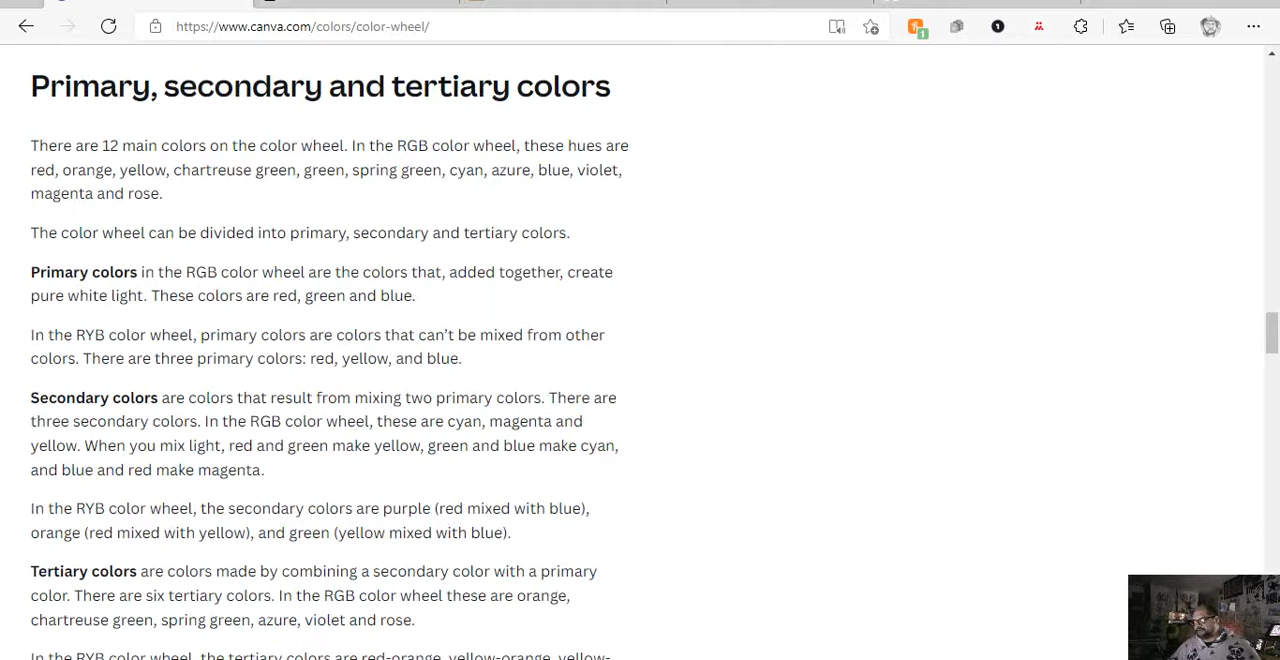 https://www.canva.com/colors/color-wheel/
1
1
Primary, secondary and tertiary colors
There are 12 main colors on the color wheel. In the RGB color wheel, these hues are
red, orange, yellow, chartreuse green, green, spring green, cyan, azure, blue, violet,
magenta and rose.
The color wheel can be divided into primary, secondary and tertiary colors.
Primary colors in the RGB color wheel are the colors that, added together, create
pure white light. These colors are red, green and blue.
In the RYB color wheel, primary colors are colors that can’t be mixed from other
colors. There are three primary colors: red, yellow, and blue.
Secondary colors are colors that result from mixing two primary colors. There are
three secondary colors. In the RGB color wheel, these are cyan, magenta and
yellow. When you mix light, red and green make yellow, green and blue make cyan,
and blue and red make magenta.
In the RYB color wheel, the secondary colors are purple (red mixed with blue),
orange (red mixed with yellow), and green (yellow mixed with blue).
Tertiary colors are colors made by combining a secondary color with a primary
color. There are six tertiary colors. In the RGB color wheel these are orange,
chartreuse green, spring green, azure, violet and rose.
In the RYB color wheel, the tertiary colors are red-orange, yellow-orange, yellow-